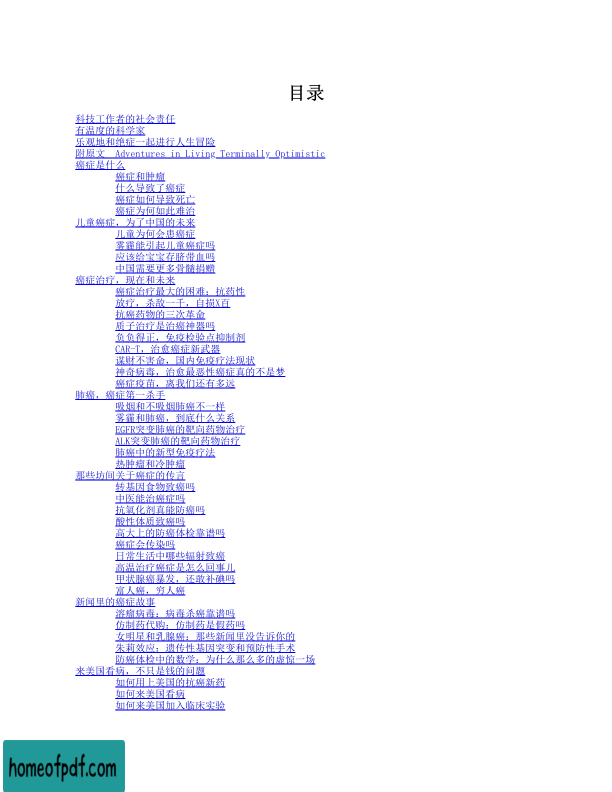 目录
科技工作者的社会责任
有温度的科学家
乐观地和绝症一起进行人生冒险
附原文 Adventures in Living Terminally Optimistic
癌症是什么
癌症和肿瘤
什么导致了癌症
癌症如何导致死亡
癌症为何如此难治
儿童癌症，为了中国的未来
儿童为何会患癌症
雾霾能引起儿童癌症吗
应该给宝宝存脐带血吗
中国需要更多骨髓捐赠
癌症治疗，现在和未来
癌症治疗最大的困难：抗药性
放疗，杀敌一千，自损X百
抗癌药物的三次革命
质子治疗是治癌神器吗
负负得正，免疫检验点抑制剂
CAR-T，治愈癌症新武器
谋财不害命，国内免疫疗法现状
神奇病毒，治愈最恶性癌症真的不是梦
癌症疫苗，离我们还有多远
肺癌，癌症第一杀手
吸烟和不吸烟肺癌不一样
雾霾和肺癌，到底什么关系
EGFR突变肺癌的靶向药物治疗
ALK突变肺癌的靶向药物治疗
肺癌中的新型免疫疗法
热肿瘤和冷肿瘤
那些坊间关于癌症的传言
转基因食物致癌吗
中医能治癌症吗
抗氧化剂真能防癌吗
酸性体质致癌吗
高大上的防癌体检靠谱吗
癌症会传染吗
日常生活中哪些辐射致癌
高温治疗癌症是怎么回事儿
甲状腺癌暴发，还敢补碘吗
富人癌，穷人癌
新闻里的癌症故事
溶瘤病毒：病毒杀癌靠谱吗
仿制药代购：仿制药是假药吗
女明星和乳腺癌：那些新闻里没告诉你的
朱莉效应：遗传性基因突变和预防性手术
防癌体检中的数学：为什么那么多的虚惊一场
来美国看病，不只是钱的问题
如何用上美国的抗癌新药
如何来美国看病
如何来美国加入临床实验
homeofpdf.com